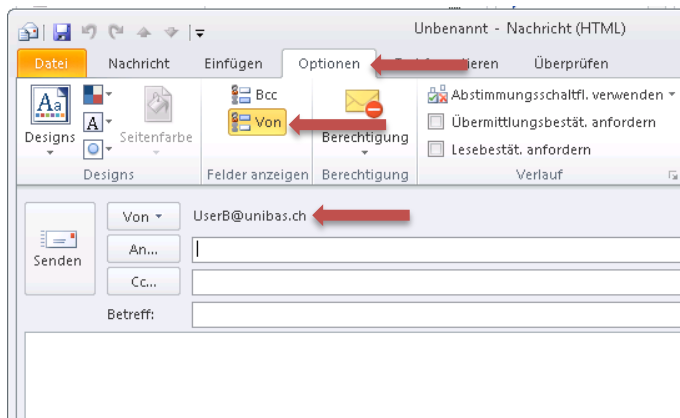 Unbenannt - Nachricht (HTML)
Datei Nachricht Einfügen Optionen ieren Überprüfen
Aa Designs A Seitenfarbe
Designs
Bcc
Von
Felder anzeigen
Berechtigung
Berechtigung
Abstimmungsschaltfl. verwenden
Übermittlungsbestät. anfordern
Lesebestät. anfordern
Verlauf
Senden
Von UserB@unibas.ch
An...
Cc...
Betreff: